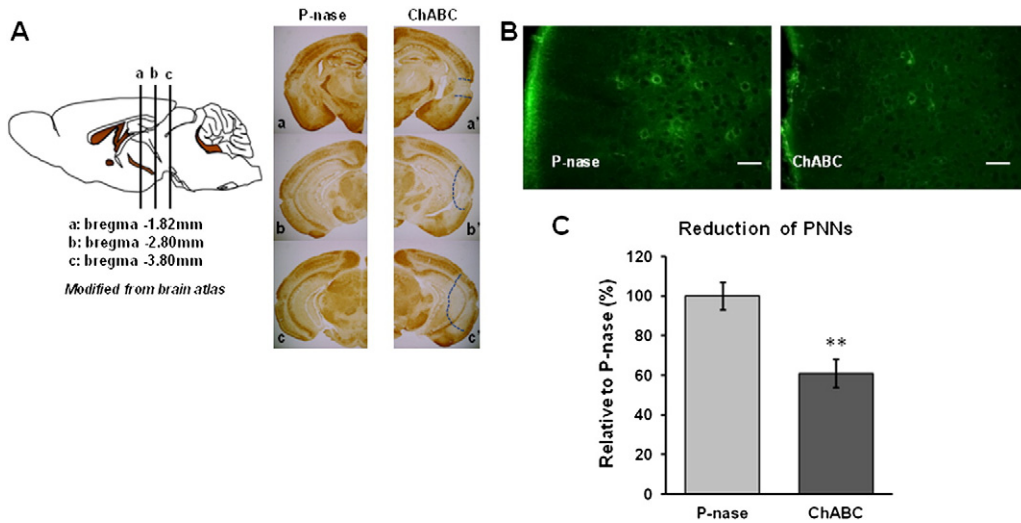 A
P-nase
ChABC
a b c
a: bregma -1.82mm
b: bregma -2.80mm
c: bregma -3.80mm
Modified from brain atlas
a
a'
b
b'
c
c'
B
P-nase
ChABC
C
Reduction of PNNs
Relative to P-nase (%)
120
100
80
60
40
20
0
**
P-nase
ChABC